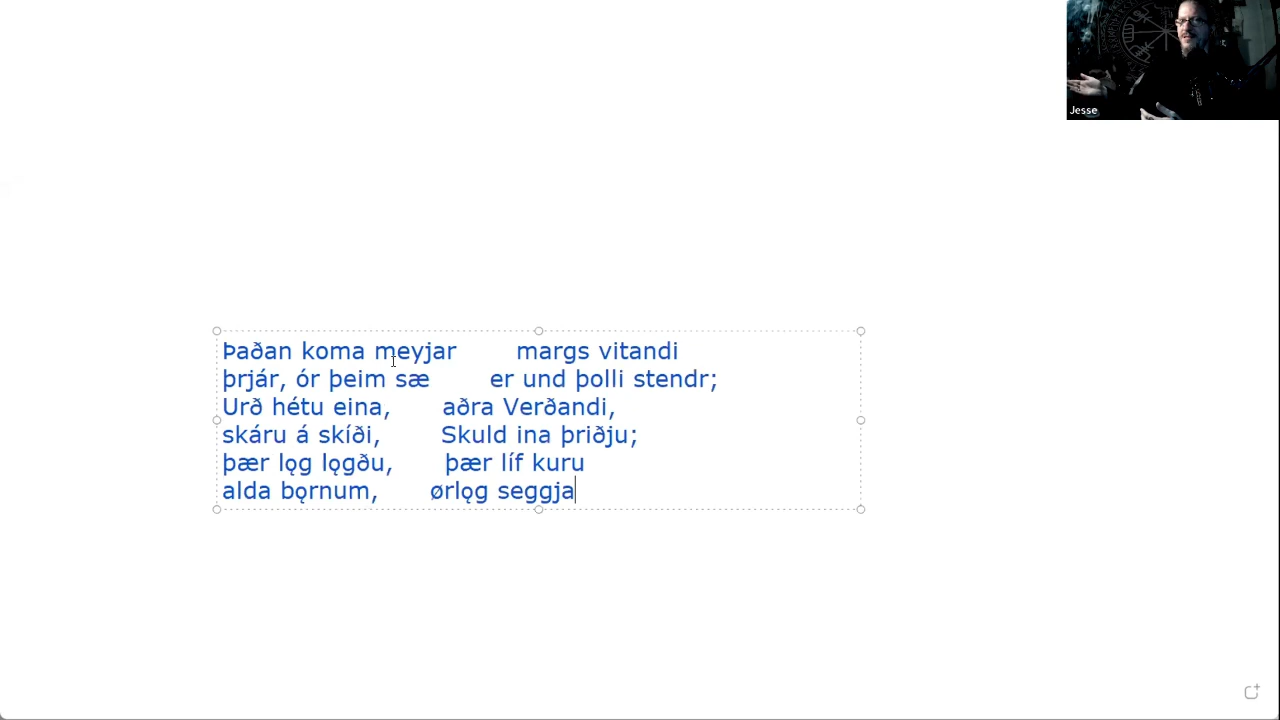 Jesse
Þaðan koma meyjar margs vitandi
þrjár, ór þeim sæ er und þolli stendr;
Urð hétu eina, aðra Verðandi,
skáru á skíði, Skuld ina þriðju;
þær lǫg lǫgðu, þær líf kuru
alda bǫrnum, ørlǫg seggja